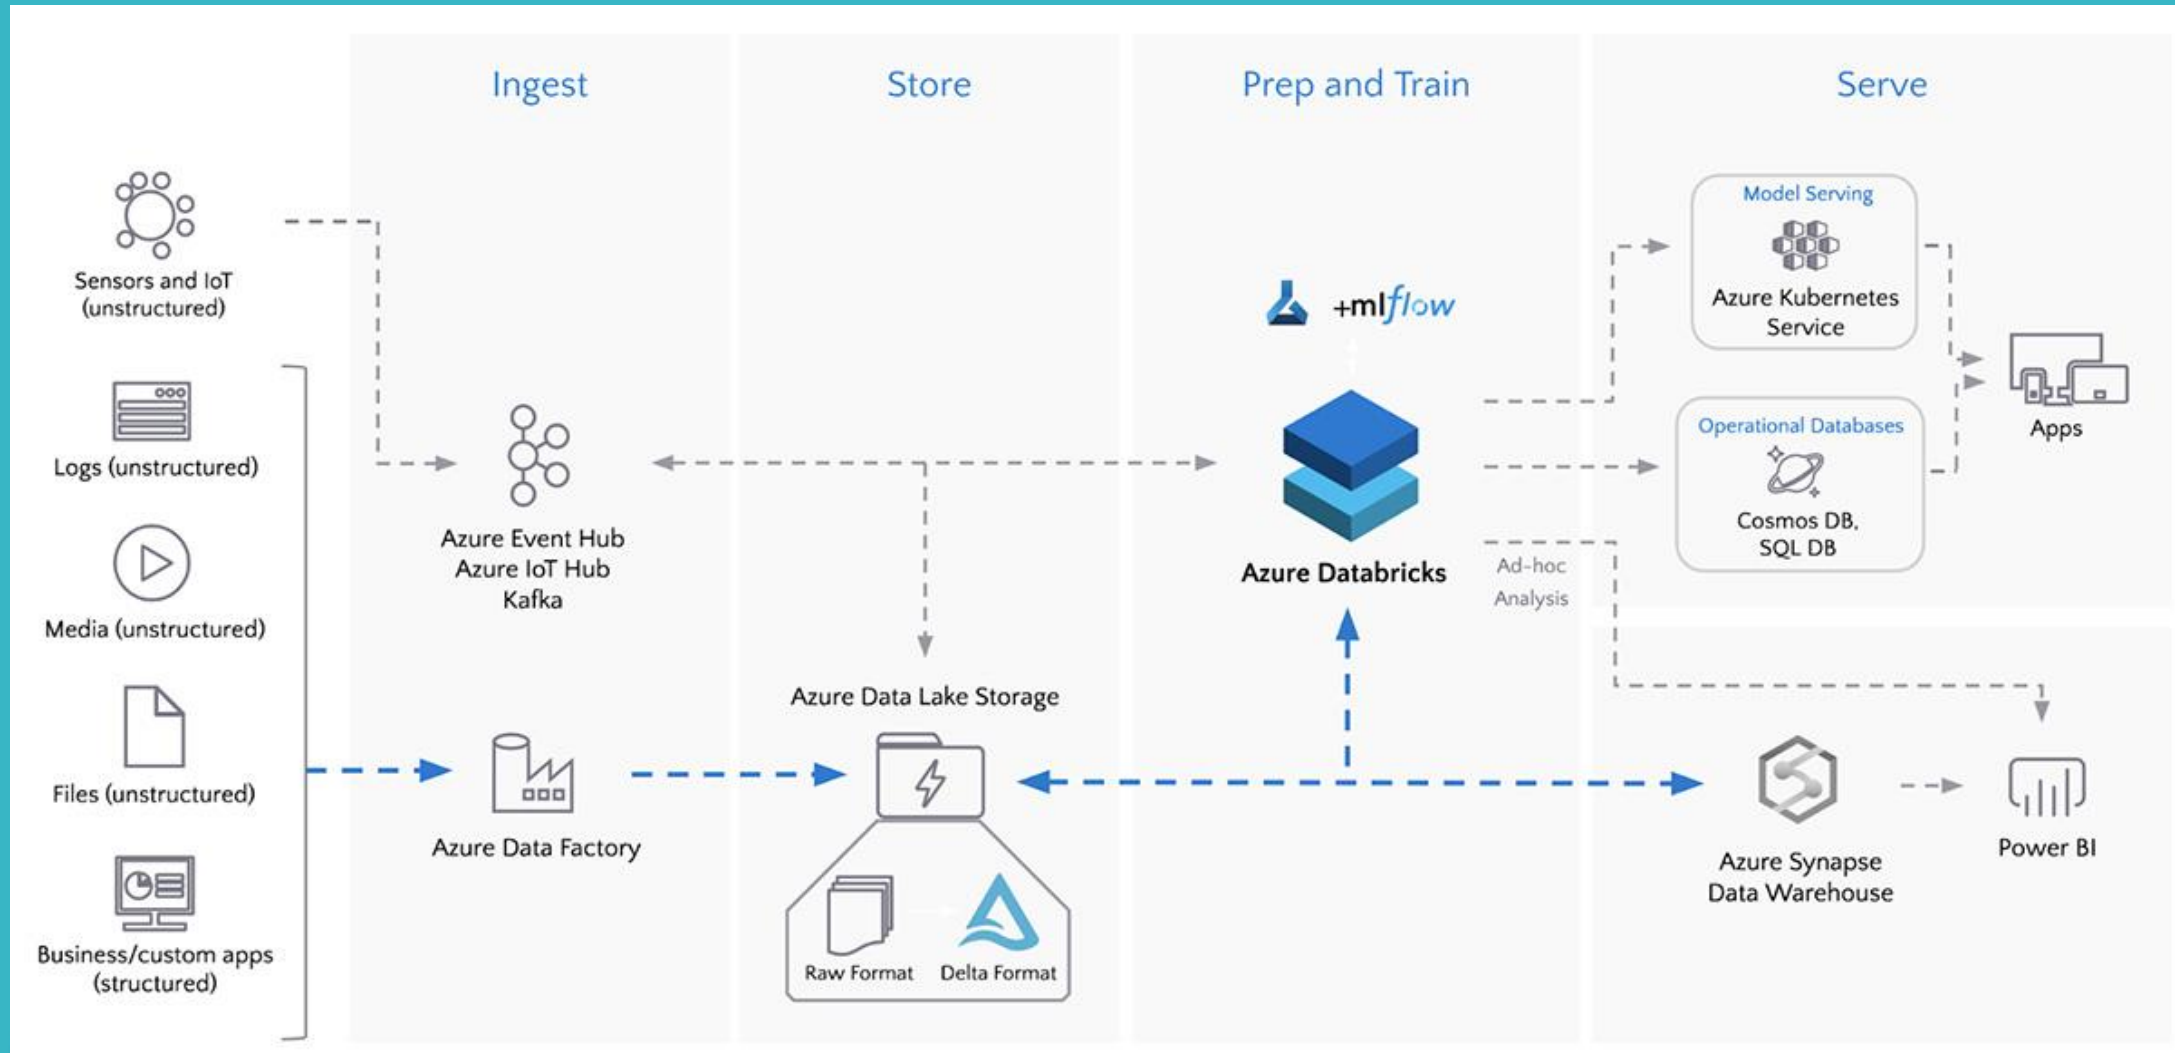 Ingest
Store
Prep and Train
Serve
Sensors and IoT
(unstructured)
Logs (unstructured)
Media (unstructured)
Files (unstructured)
Business/custom apps
(structured)
Azure Event Hub
Azure IoT Hub
Kafka
Azure Data Factory
Azure Data Lake Storage
Raw Format
Delta Format
+mlflow
Azure Databricks
Ad-hoc
Analysis
Model Serving
Azure Kubernetes
Service
Operational Databases
Cosmos DB,
SQL DB
Apps
Azure Synapse
Data Warehouse
Power BI